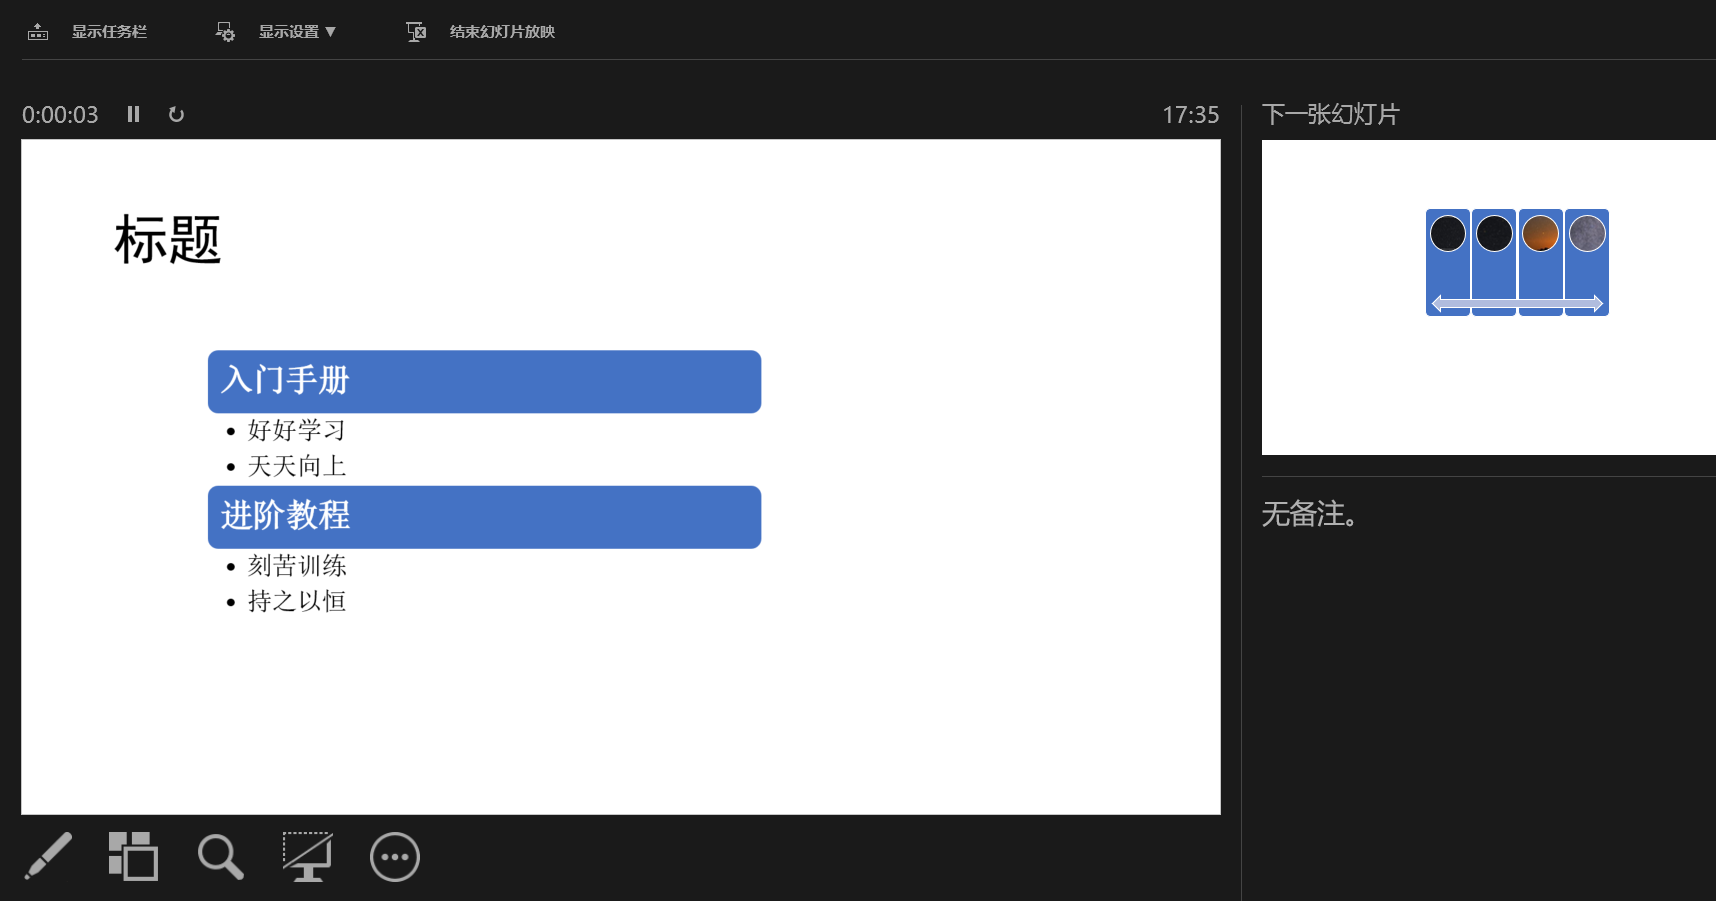 显示任务栏 显示设置 ▼ 结束幻灯片放映
0:00:03 17:35 下一张幻灯片
标题
入门手册
• 好好学习
• 天天向上
进阶教程
• 刻苦训练
• 持之以恒
无备注。